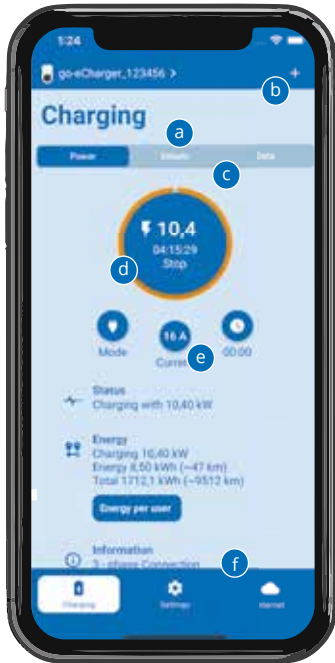 1:24
go-eCharger_123456 >
+
b
Charging
a
Power Details Data
c
10,4
04:15:29
Stop
d
16 A
e
Mode Current 00:00
Status
Charging with 10,40 kW
Energy
Charging 10,40 kW
Energy 8,50 kWh (~47 km)
Total 1712,1 kWh (~9512 km)
Energy per user
Information
3 - phase Connection
f
Charging Settings Internet